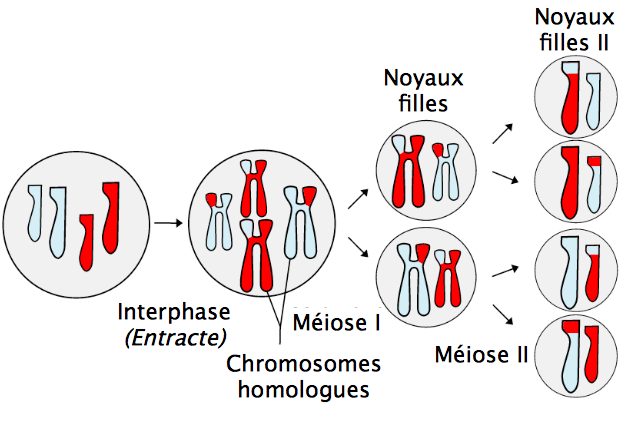 Noyaux
filles II
Noyaux
filles
Interphase
(Entracte)
Méiose I
Chromosomes
homologues
Méiose II